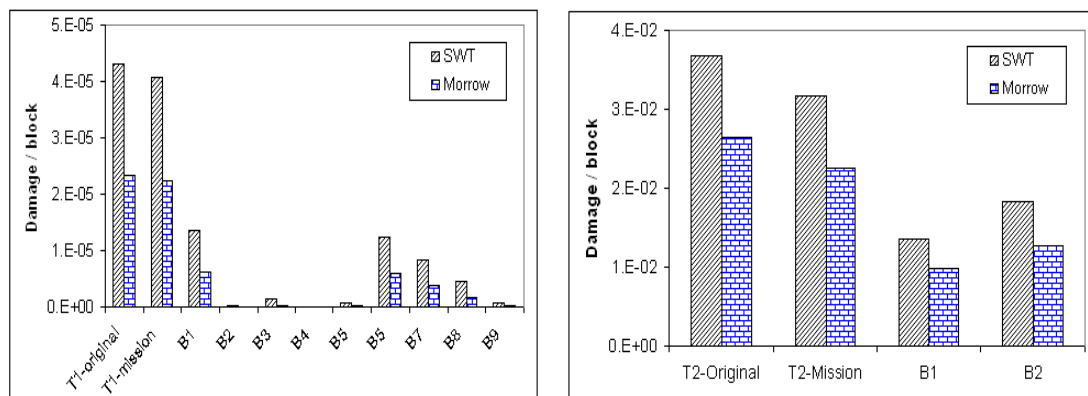 5.E-05
4.E-05
3.E-05
2.E-05
1.E-05
0.E+00
Damage / block
SWT
Morrow
T1-original
T1-mission
B1
B2
B3
B4
B5
B5
B7
B8
B9
4.E-02
3.E-02
2.E-02
1.E-02
0.E+00
Damage / block
SWT
Morrow
T2-Original
T2-Mission
B1
B2